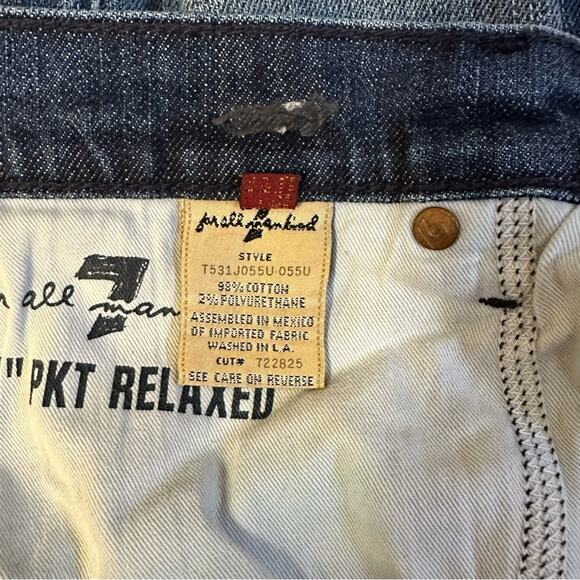 for all mankind
STYLE
T531J055U-055U
98% COTTON
2% POLYURETHANE
ASSEMBLED IN MEXICO
OF IMPORTED FABRIC
WASHED IN L.A.
CUT# 722825
SEE CARE ON REVERSE
all 7 man
" PKT RELAXED